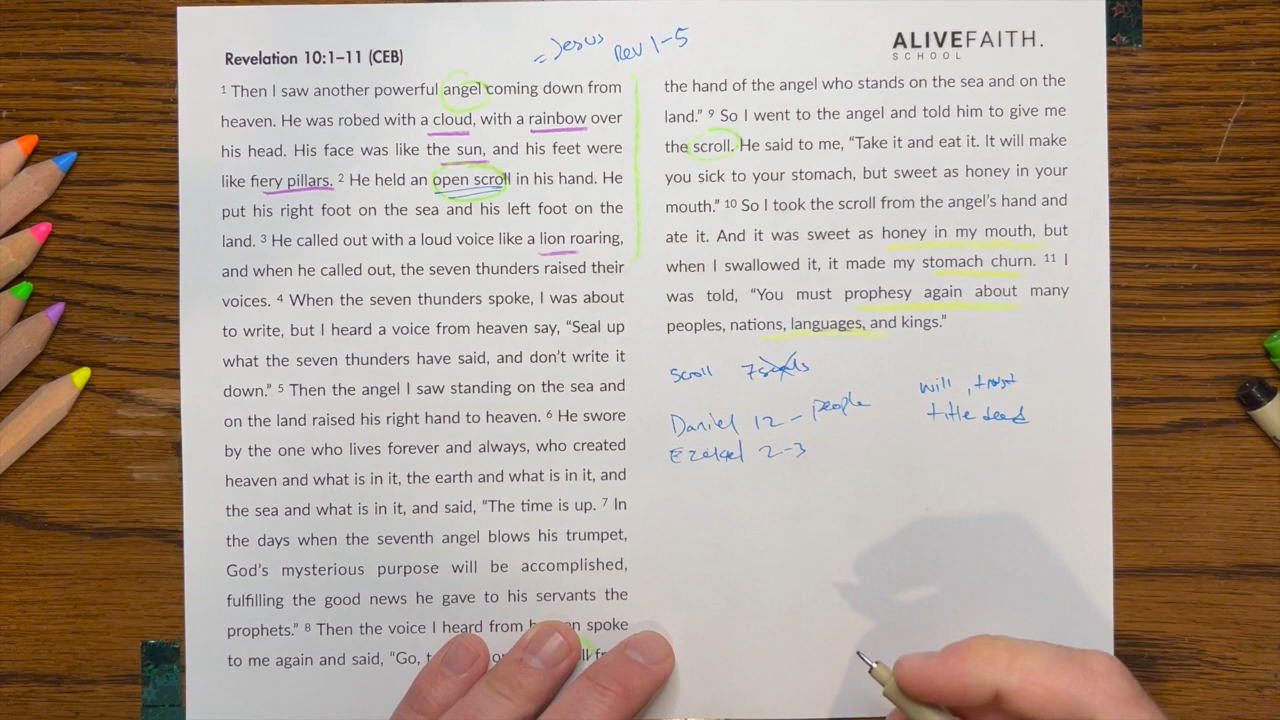 = Jesus Rev 1-5
ALIVEFAITH.
SCHOOL
Revelation 10:1–11 (CEB)
1 Then I saw another powerful angel coming down from
heaven. He was robed with a cloud, with a rainbow over
his head. His face was like the sun, and his feet were
like fiery pillars. 2 He held an open scroll in his hand. He
put his right foot on the sea and his left foot on the
land. 3 He called out with a loud voice like a lion roaring,
and when he called out, the seven thunders raised their
voices. 4 When the seven thunders spoke, I was about
to write, but I heard a voice from heaven say, “Seal up
what the seven thunders have said, and don’t write it
down.” 5 Then the angel I saw standing on the sea and
on the land raised his right hand to heaven. 6 He swore
by the one who lives forever and always, who created
heaven and what is in it, the earth and what is in it, and
the sea and what is in it, and said, “The time is up. 7 In
the days when the seventh angel blows his trumpet,
God’s mysterious purpose will be accomplished,
fulfilling the good news he gave to his servants the
prophets.” 8 Then the voice I heard from spoke
to me again and said, “Go,
the hand of the angel who stands on the sea and on the
land.” 9 So I went to the angel and told him to give me
the scroll. He said to me, “Take it and eat it. It will make
you sick to your stomach, but sweet as honey in your
mouth.” 10 So I took the scroll from the angel’s hand and
ate it. And it was sweet as honey in my mouth, but
when I swallowed it, it made my stomach churn. 11 I
was told, “You must prophesy again about many
peoples, nations, languages, and kings.”
scroll 7 seals
Daniel 12 - people
Ezekiel 2-3
will, trust
title deed